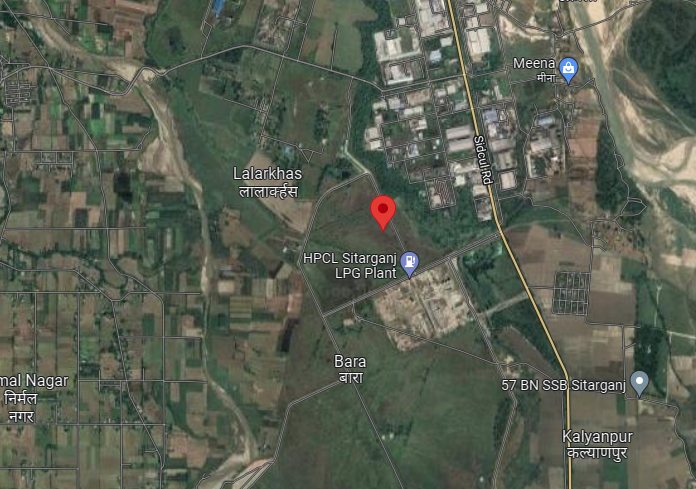 Meena
मीना
Sidcul Rd
Lalarkhas
लालार्क्हस
HPCL Sitarganj
LPG Plant
Bara
बारा
mal Nagar
निर्मल
नगर
57 BN SSB Sitarganj
Kalyanpur
कल्याणपुर